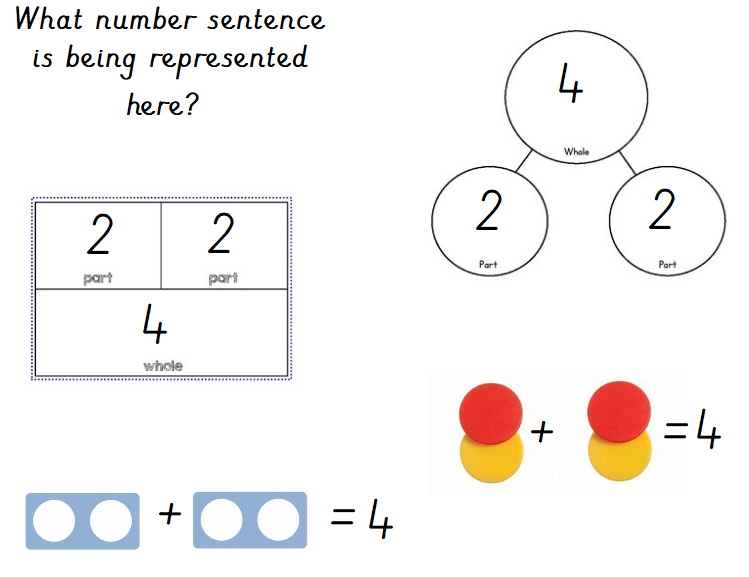 What number sentence
is being represented
here?
4
Whole
2 2
Part Part
2 2
part part
4
whole
+ =4
+ =4